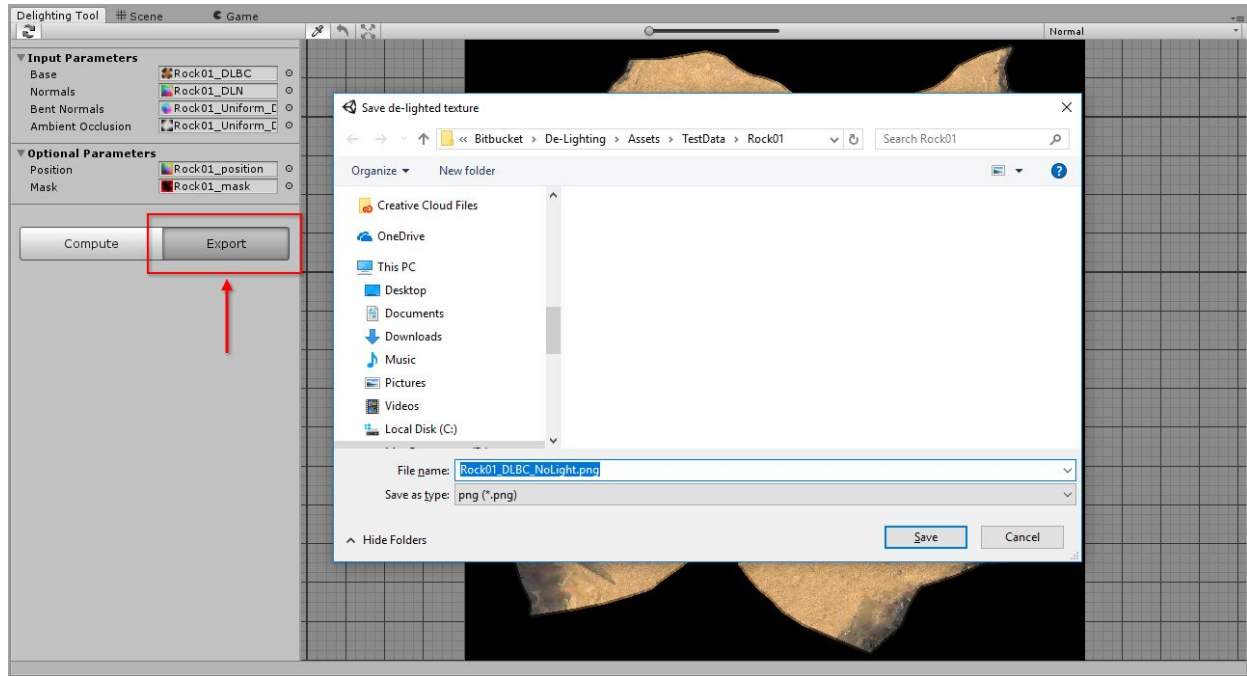 Delighting Tool Scene Game
Normal
Input Parameters
Base Rock01_DLBC
Normals Rock01_DLN
Bent Normals Rock01_Uniform_D
Ambient Occlusion Rock01_Uniform_D
Optional Parameters
Position Rock01_position
Mask Rock01_mask
Compute Export
Save de-lighted texture
« Bitbucket > De-Lighting > Assets > TestData > Rock01 Search Rock01
Organize New folder
Creative Cloud Files
OneDrive
This PC
Desktop
Documents
Downloads
Music
Pictures
Videos
Local Disk (C:)
File name: Rock01_DLBC_NoLight.png
Save as type: png (*.png)
Hide Folders Save Cancel